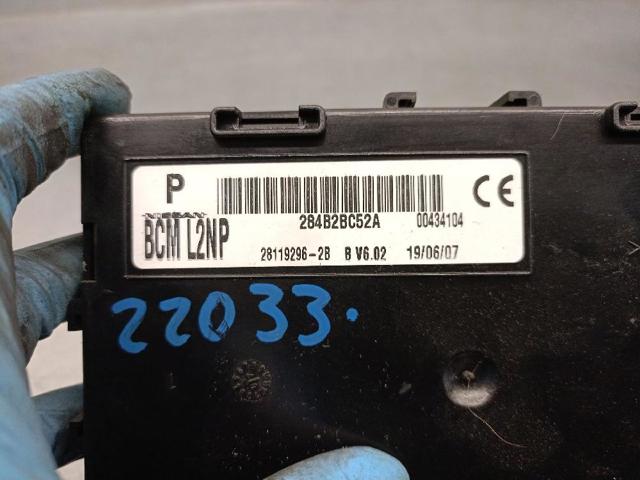 P CE
BCM L2NP 284B2BC52A 00434104
28119296-2B B V6.02 19/06/07
22033.